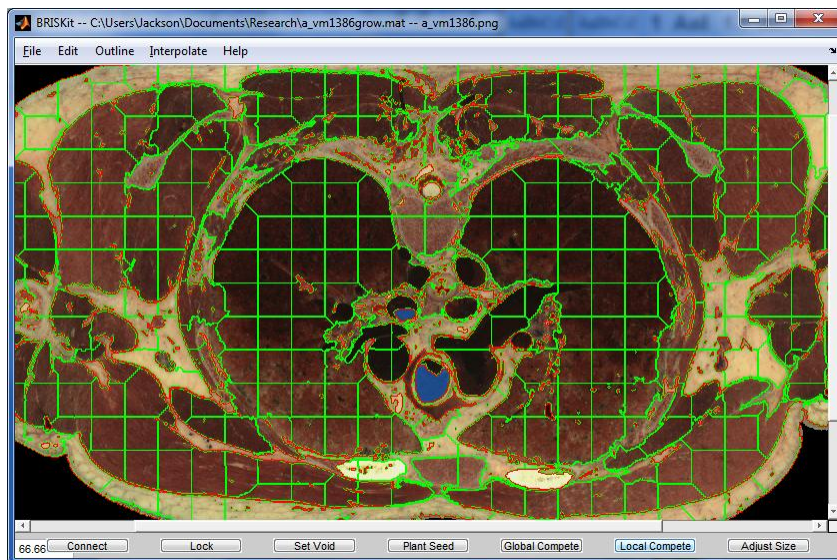 BRISKit -- C:\Users\Jackson\Documents\Research\a_vm1386grow.mat -- a_vm1386.png
File Edit Outline Interpolate Help
66.66 Connect Lock Set Void Plant Seed Global Compete Local Compete Adjust Size